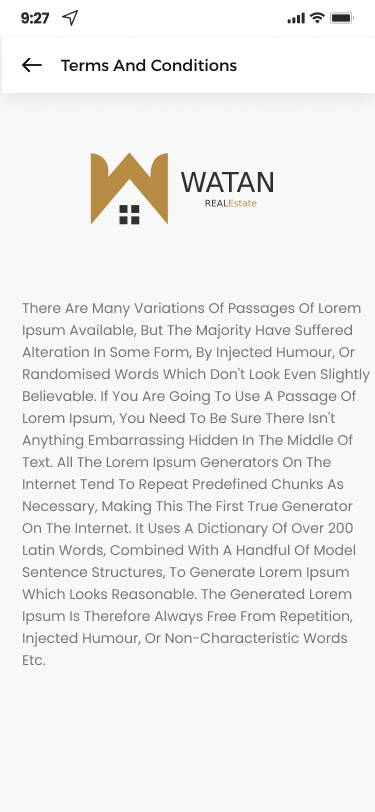 9:27
Terms And Conditions
WATAN
REALEstate
There Are Many Variations Of Passages Of Lorem
Ipsum Available, But The Majority Have Suffered
Alteration In Some Form, By Injected Humour, Or
Randomised Words Which Don't Look Even Slightly
Believable. If You Are Going To Use A Passage Of
Lorem Ipsum, You Need To Be Sure There Isn't
Anything Embarrassing Hidden In The Middle Of
Text. All The Lorem Ipsum Generators On The
Internet Tend To Repeat Predefined Chunks As
Necessary, Making This The First True Generator
On The Internet. It Uses A Dictionary Of Over 200
Latin Words, Combined With A Handful Of Model
Sentence Structures, To Generate Lorem Ipsum
Which Looks Reasonable. The Generated Lorem
Ipsum Is Therefore Always Free From Repetition,
Injected Humour, Or Non-Characteristic Words
Etc.